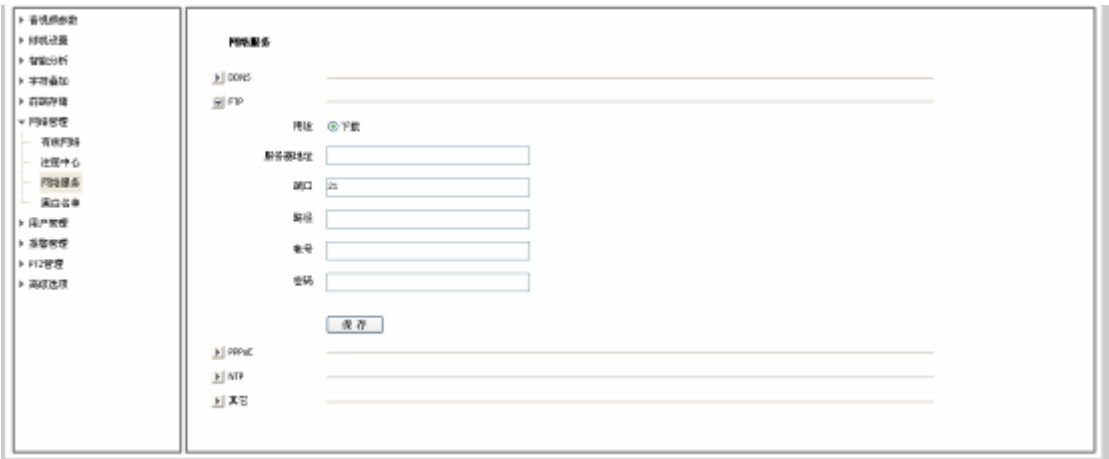 音视频参数
相机设置
智能分析
字符叠加
前端存储
网络管理
有线网络
注册中心
网络服务
黑白名单
用户管理
报警管理
PTZ管理
高级选项
网络服务
DDNS
FTP
用途 下载
服务器地址
端口 21
路径
帐号
密码
保存
PPPoE
NTP
其它